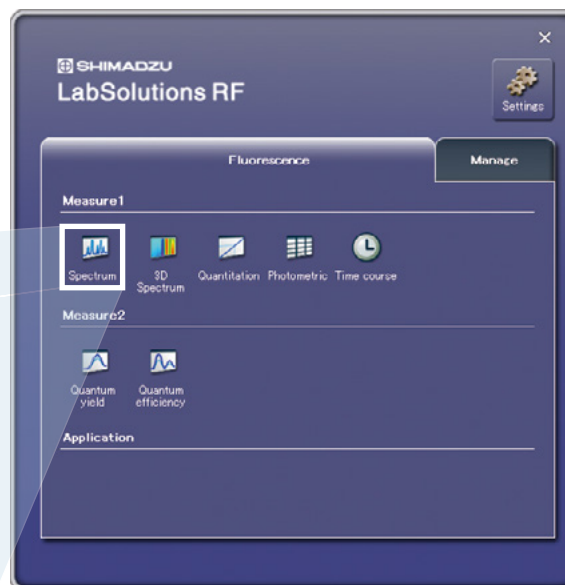 ×
SHIMADZU
LabSolutions RF
Settings
Fluorescence
Manage
Measure1
Spectrum
3D
Spectrum
Quantitation
Photometric
Time course
Measure2
Quantum
yield
Quantum
efficiency
Application